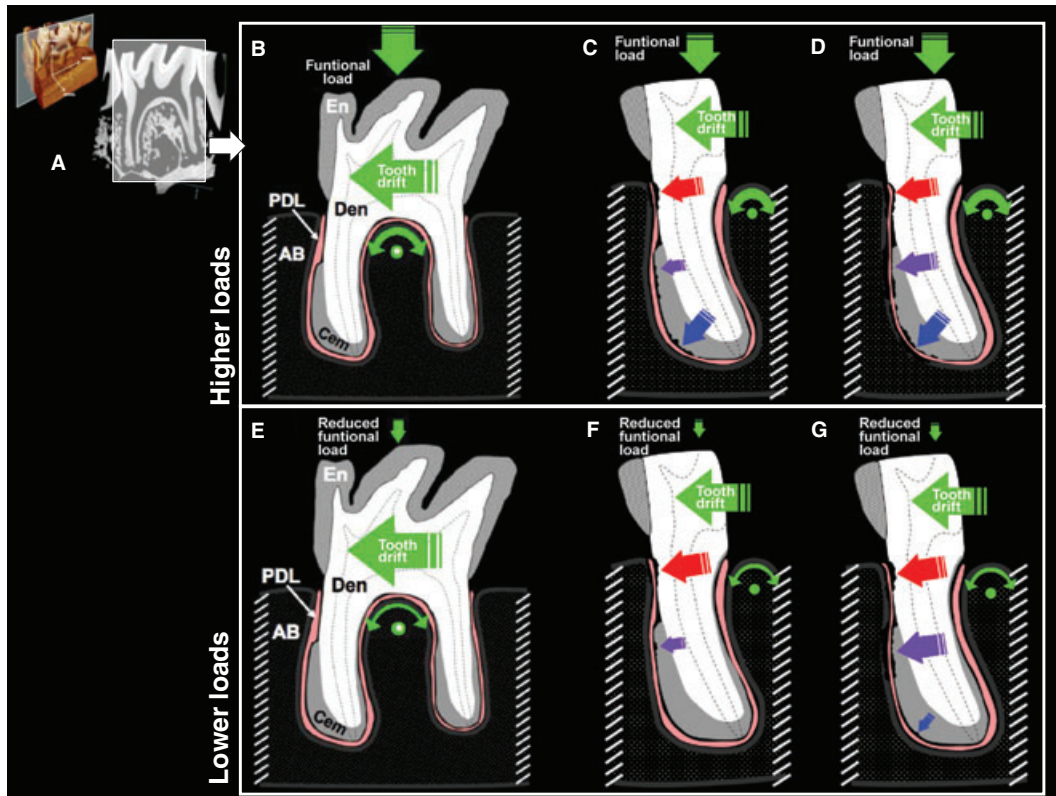 A
Higher loads
B
Funtional
load
En
Tooth
drift
PDL
Den
AB
Cem
C
Funtional
load
Tooth
drift
D
Funtional
load
Tooth
drift
Lower loads
E
Reduced
funtional
load
En
Tooth
drift
PDL
Den
AB
Cem
F
Reduced
funtional
load
Tooth
drift
G
Reduced
funtional
load
Tooth
drift